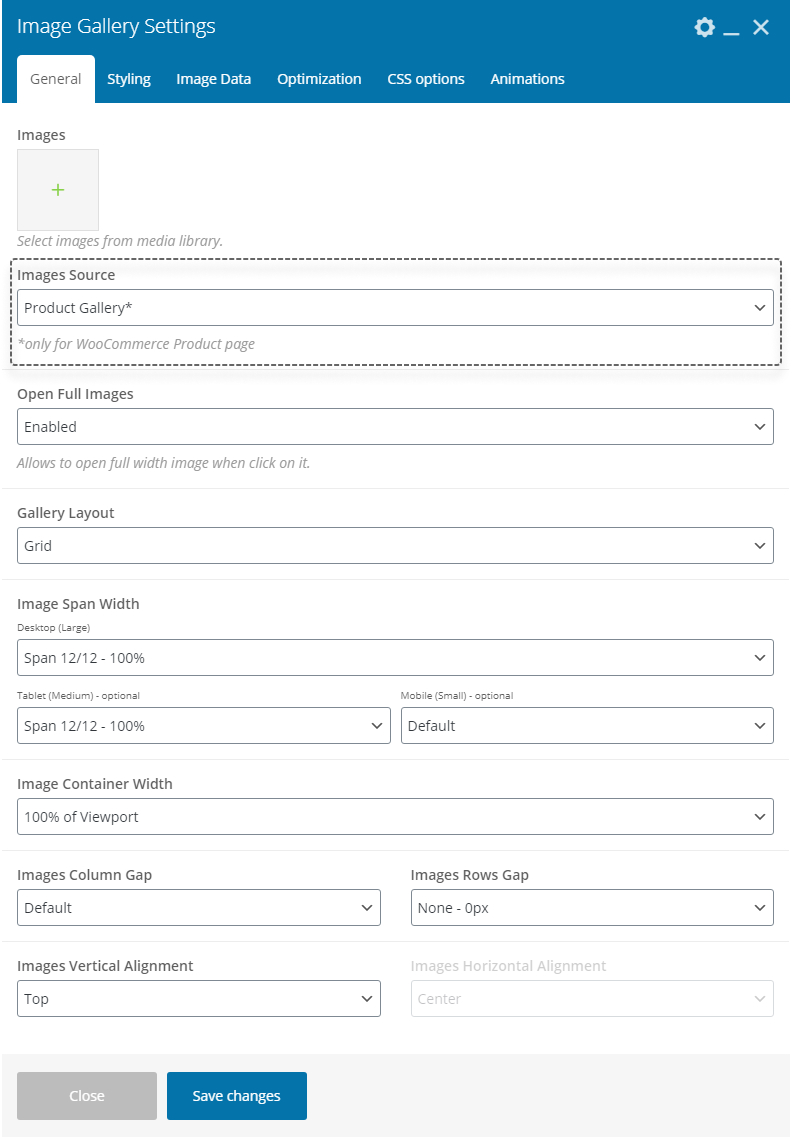 Image Gallery Settings
General Styling Image Data Optimization CSS options Animations
Images
+
Select images from media library.
Images Source
Product Gallery*
*only for WooCommerce Product page
Open Full Images
Enabled
Allows to open full width image when click on it.
Gallery Layout
Grid
Image Span Width
Desktop (Large)
Span 12/12 - 100%
Tablet (Medium) - optional Mobile (Small) - optional
Span 12/12 - 100% Default
Image Container Width
100% of Viewport
Images Column Gap Images Rows Gap
Default None - 0px
Images Vertical Alignment Images Horizontal Alignment
Top Center
Close Save changes